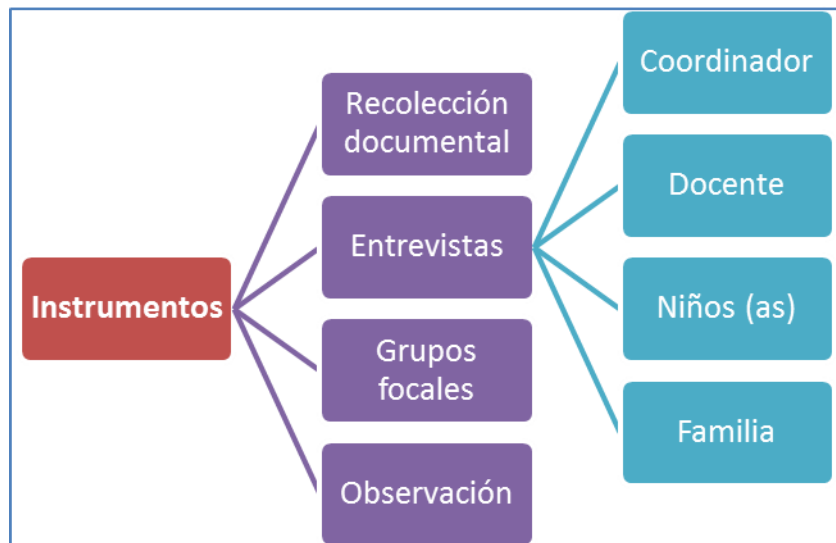 Instrumentos
Recolección
documental
Entrevistas
Grupos
focales
Observación
Coordinador
Docente
Niños (as)
Familia